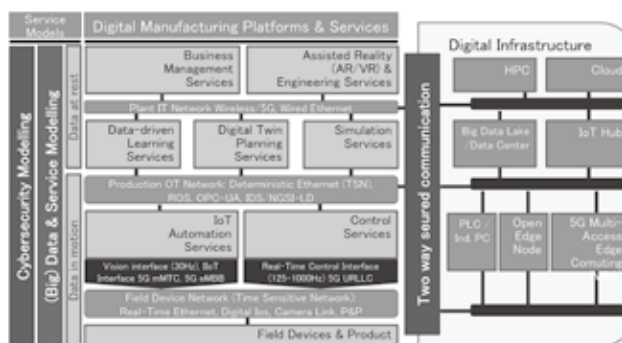 Service
Models
Digital Manufacturing Platforms & Services
Cybersecurity Modelling
(Big) Data & Service Modelling
Data at rest
Data in motion
Business
Management
Services
Assisted Reality
(AR/VR) &
Engineering Services
Plant IT Network Wireless/5G, Wired Ethernet
Data-driven
Learning
Services
Digital Twin
Planning
Services
Simulation
Services
Production OT Network: Deterministic Ethernet (TSN),
ROS, OPC-UA, IDS/NGSI-LD
IoT
Automation
Services
Control
Services
Vision interface (30Hz), IIoT
Interface 5G mMTC, 5G eMBB
Real-Time Control Interface
(125-1000Hz) 5G URLLC
Field Device Network (Time Sensitive Network):
Real-Time Ethernet, Digital Ios, Camera Link, P&P
Field Devices & Product
Two way seured communication
Digital Infrastructure
HPC
Cloud
Big Data Lake
/Data Center
IoT Hub
PLC /
Ind. PC
Open
Edge
Node
5G Multi-
Access
Edge
Comuting